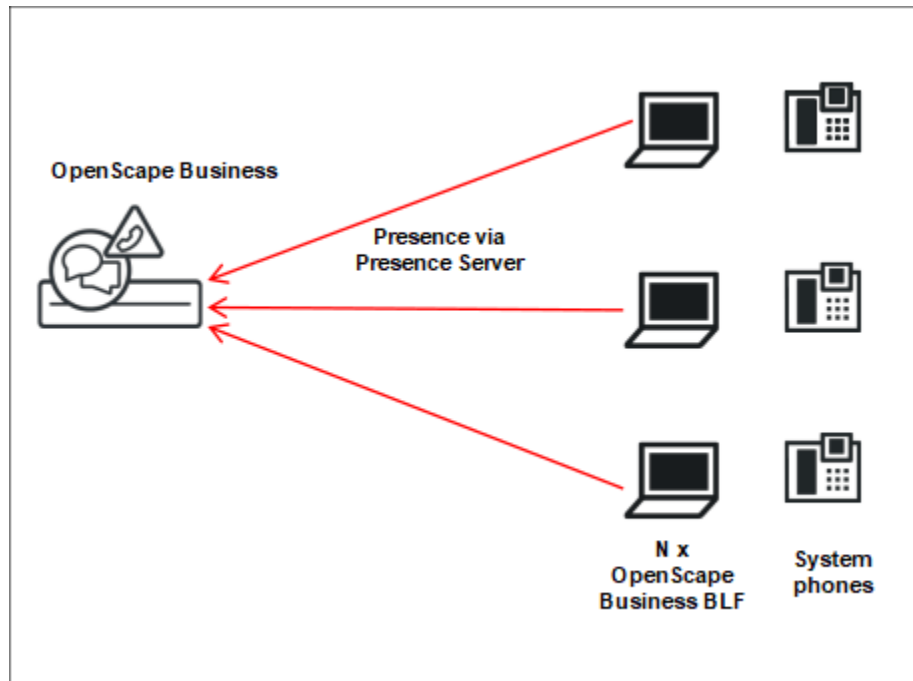 OpenScape Business
Presence via
Presence Server
N x
OpenScape
Business BLF
System
phones